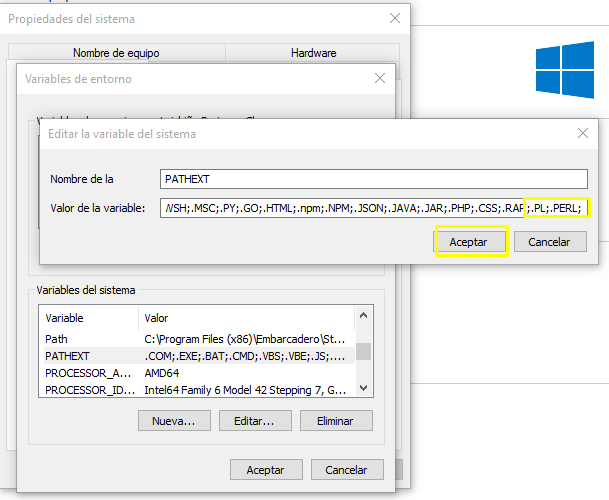 Propiedades del sistema
Nombre de equipo Hardware
Variables de entorno
Editar la variable del sistema
Nombre de la PATHEXT
Valor de la variable: WSH;.MSC;.PY;.GO;.HTML;.npm;.NPM;.JSON;.JAVA;.JAR;.PHP;.CSS;.RAR;.PL;.PERL;
Aceptar Cancelar
Variables del sistema
Variable Valor
Path C:\Program Files (x86)\Embarcadero\St...
PATHEXT .COM;.EXE;.BAT;.CMD;.VBS;.VBE;.JS;....
PROCESSOR_A... AMD64
PROCESSOR_ID... Intel64 Family 6 Model 42 Stepping 7, G...
Nueva... Editar... Eliminar
Aceptar Cancelar